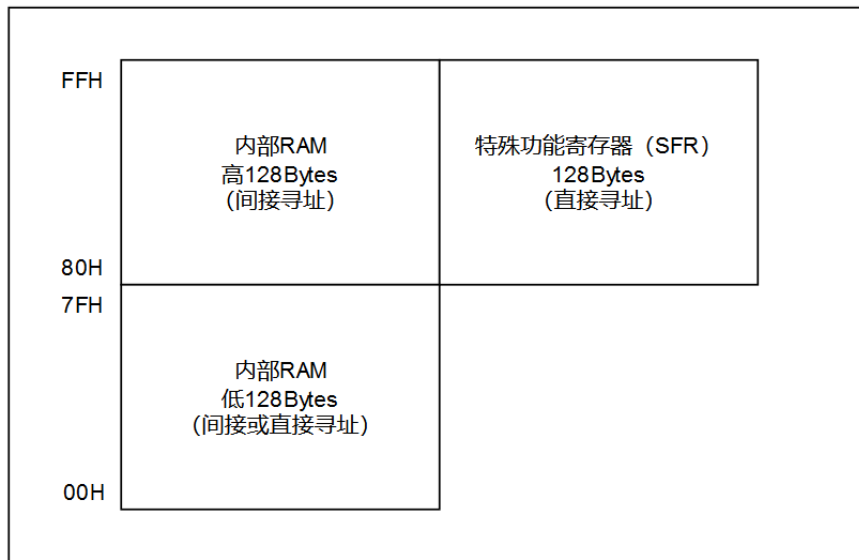 FFH
内部RAM
高128Bytes
(间接寻址)
特殊功能寄存器（SFR）
128Bytes
(直接寻址)
80H
7FH
内部RAM
低128Bytes
(间接或直接寻址)
00H